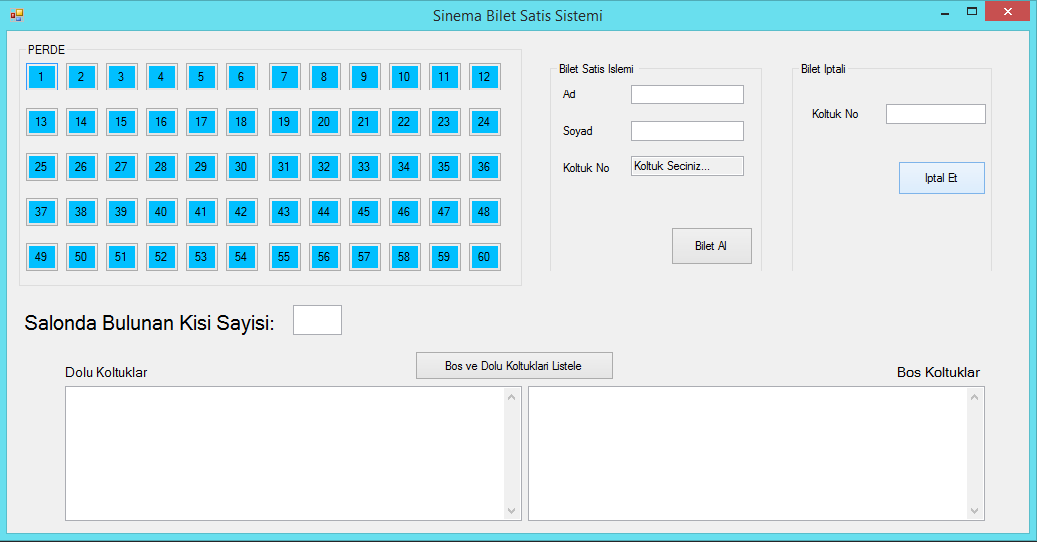 Sinema Bilet Satis Sistemi
PERDE
1 2 3 4 5 6 7 8 9 10 11 12
13 14 15 16 17 18 19 20 21 22 23 24
25 26 27 28 29 30 31 32 33 34 35 36
37 38 39 40 41 42 43 44 45 46 47 48
49 50 51 52 53 54 55 56 57 58 59 60
Bilet Satis Islemi
Ad
Soyad
Koltuk No Koltuk Seciniz...
Bilet Al
Bilet Iptali
Koltuk No
Iptal Et
Salonda Bulunan Kisi Sayisi:
Bos ve Dolu Koltuklari Listele
Dolu Koltuklar
Bos Koltuklar